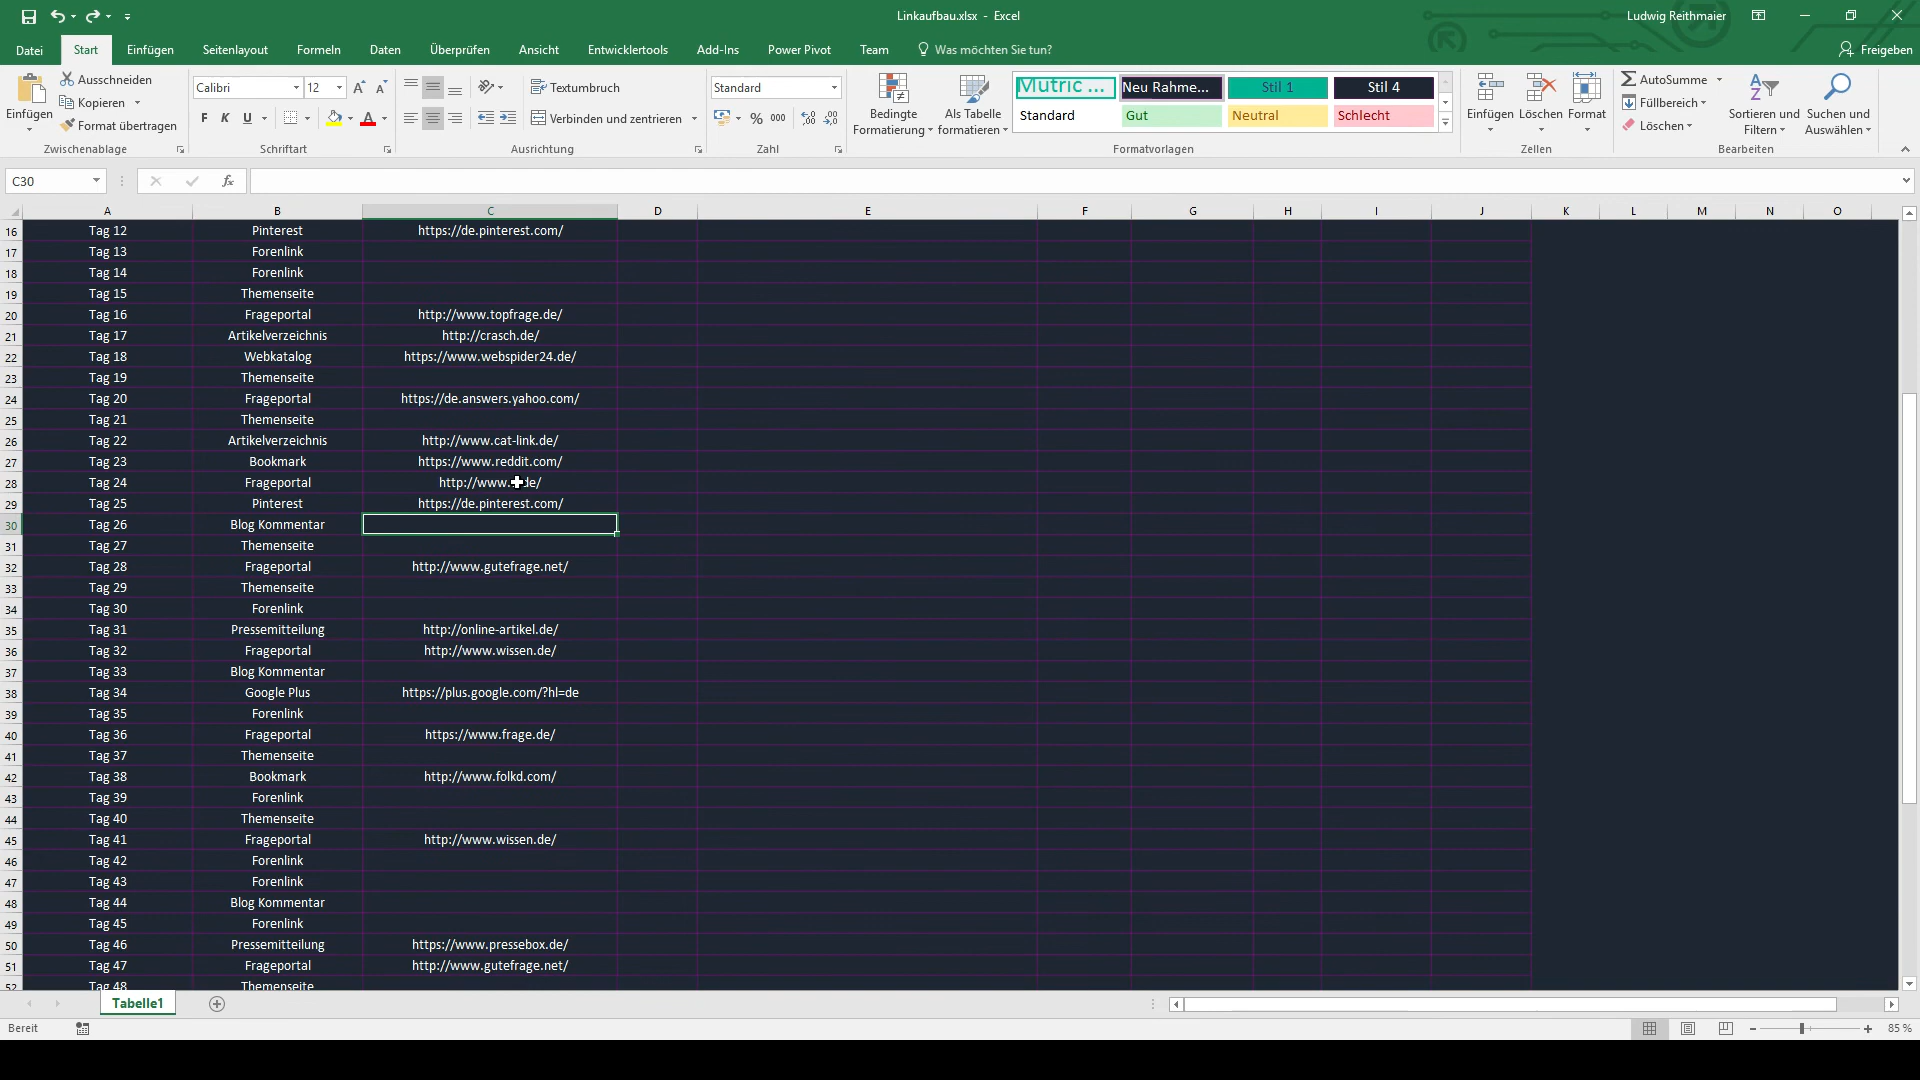 Linkaufbau.xlsx - Excel
Ludwig Reithmaier
Datei Start Einfügen Seitenlayout Formeln Daten Überprüfen Ansicht Entwicklertools Add-Ins Power Pivot Team Was möchten Sie tun? Freigeben
Einfügen
Ausschneiden
Kopieren
Format übertragen
Zwischenablage
Calibri 12
F K U
Schriftart
Textumbruch
Verbinden und zentrieren
Ausrichtung
Standard
% 000
Zahl
Bedingte Formatierung
Als Tabelle formatieren
Mutric ... Neu Rahme... Stil 1 Stil 4
Standard Gut Neutral Schlecht
Formatvorlagen
Einfügen Löschen Format
Zellen
AutoSumme
Füllbereich
Löschen
Sortieren und Filtern
Suchen und Auswählen
Bearbeiten
C30 fx
A B C D E F G H I J K L M N O
16 Tag 12 Pinterest https://de.pinterest.com/
17 Tag 13 Forenlink
18 Tag 14 Forenlink
19 Tag 15 Themenseite
20 Tag 16 Frageportal http://www.topfrage.de/
21 Tag 17 Artikelverzeichnis http://crasch.de/
22 Tag 18 Webkatalog https://www.webspider24.de/
23 Tag 19 Themenseite
24 Tag 20 Frageportal https://de.answers.yahoo.com/
25 Tag 21 Themenseite
26 Tag 22 Artikelverzeichnis http://www.cat-link.de/
27 Tag 23 Bookmark https://www.reddit.com/
28 Tag 24 Frageportal
29 Tag 25 Pinterest https://de.pinterest.com/
30 Tag 26 Blog Kommentar
31 Tag 27 Themenseite
32 Tag 28 Frageportal http://www.gutefrage.net/
33 Tag 29 Themenseite
34 Tag 30 Forenlink
35 Tag 31 Pressemitteilung http://online-artikel.de/
36 Tag 32 Frageportal http://www.wissen.de/
37 Tag 33 Blog Kommentar
38 Tag 34 Google Plus https://plus.google.com/?hl=de
39 Tag 35 Forenlink
40 Tag 36 Frageportal https://www.frage.de/
41 Tag 37 Themenseite
42 Tag 38 Bookmark http://www.folkd.com/
43 Tag 39 Forenlink
44 Tag 40 Themenseite
45 Tag 41 Frageportal http://www.wissen.de/
46 Tag 42 Forenlink
47 Tag 43 Forenlink
48 Tag 44 Blog Kommentar
49 Tag 45 Forenlink
50 Tag 46 Pressemitteilung https://www.pressebox.de/
51 Tag 47 Frageportal http://www.gutefrage.net/
52 Tag 48 Themenseite
Tabelle1
Bereit 85 %